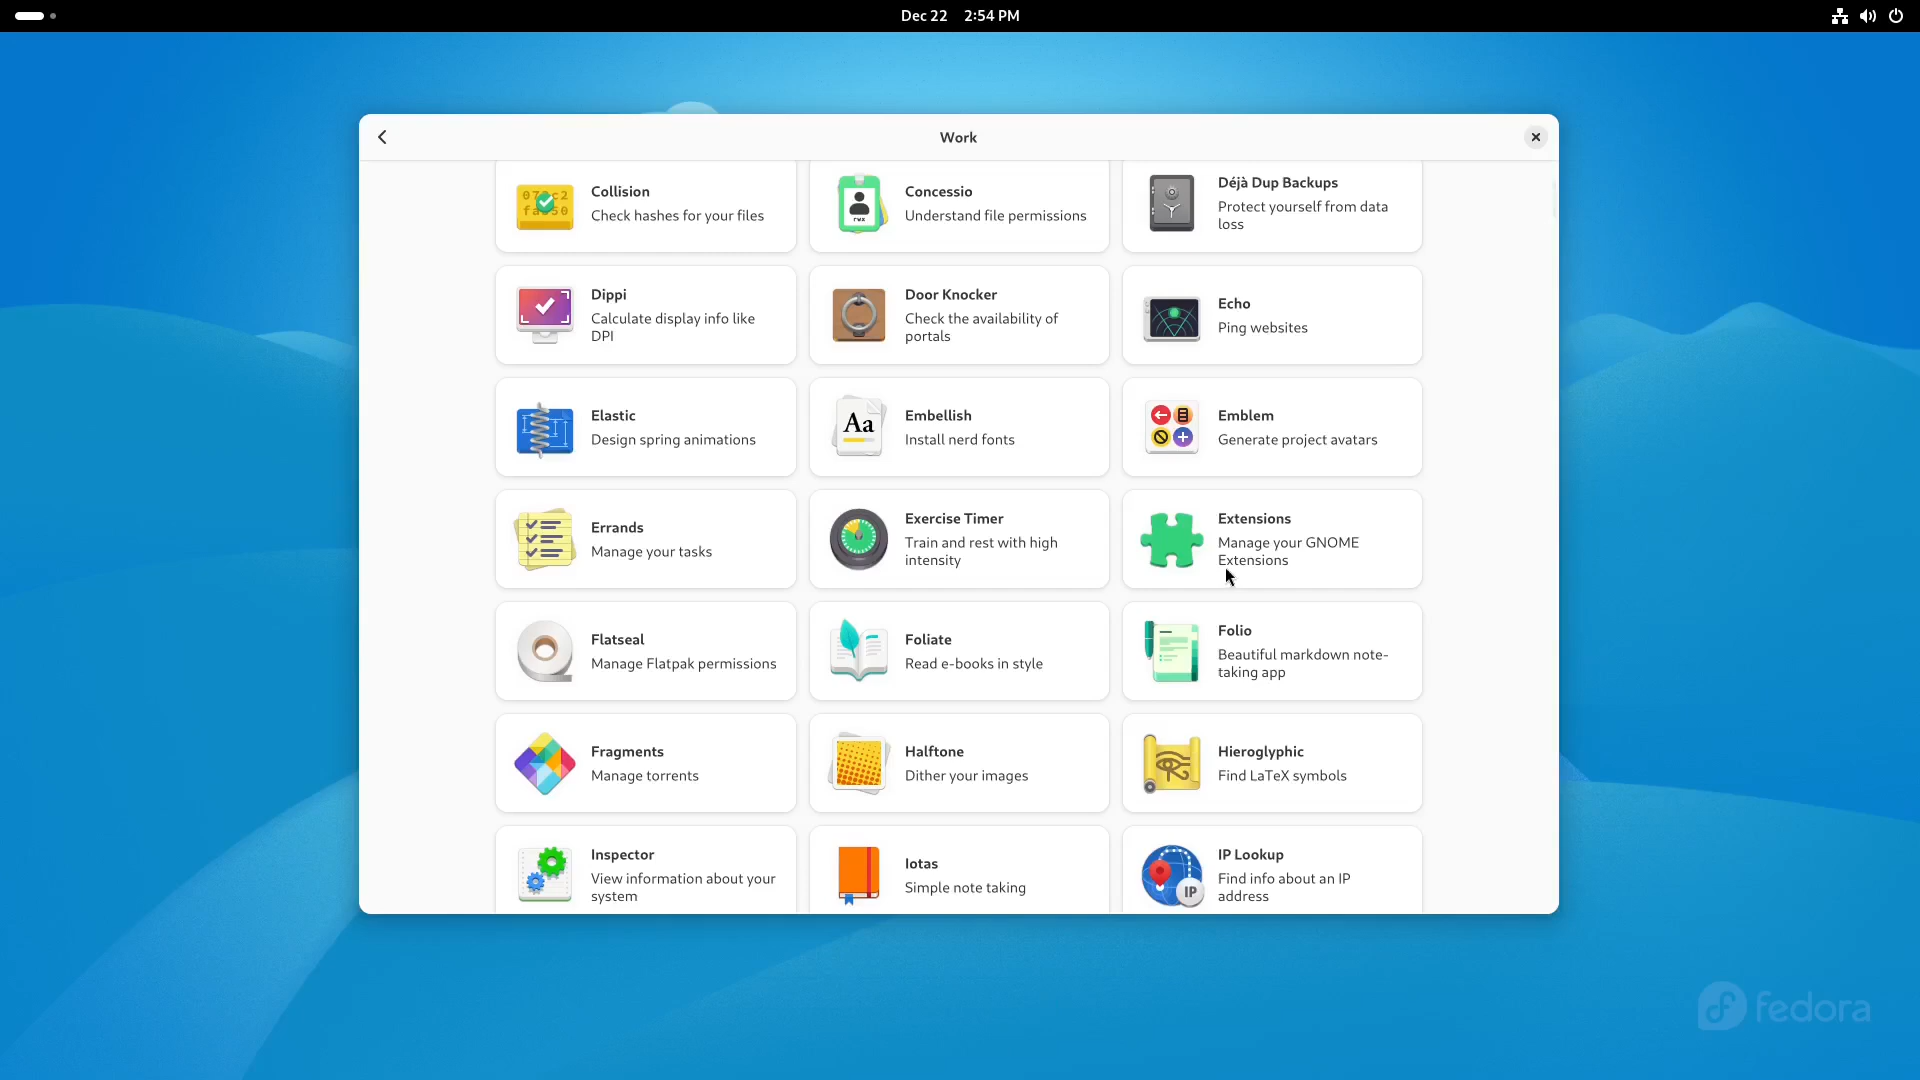 Dec 22 2:54 PM
Work
Collision
Check hashes for your files
Concessio
Understand file permissions
Déjà Dup Backups
Protect yourself from data
loss
Dippi
Calculate display info like
DPI
Door Knocker
Check the availability of
portals
Echo
Ping websites
Elastic
Design spring animations
Aa
Embellish
Install nerd fonts
Emblem
Generate project avatars
Errands
Manage your tasks
Exercise Timer
Train and rest with high
intensity
Extensions
Manage your GNOME
Extensions
Flatseal
Manage Flatpak permissions
Foliate
Read e-books in style
Folio
Beautiful markdown note-
taking app
Fragments
Manage torrents
Halftone
Dither your images
Hieroglyphic
Find LaTeX symbols
Inspector
View information about your
system
Iotas
Simple note taking
IP
IP Lookup
Find info about an IP
address
fedora